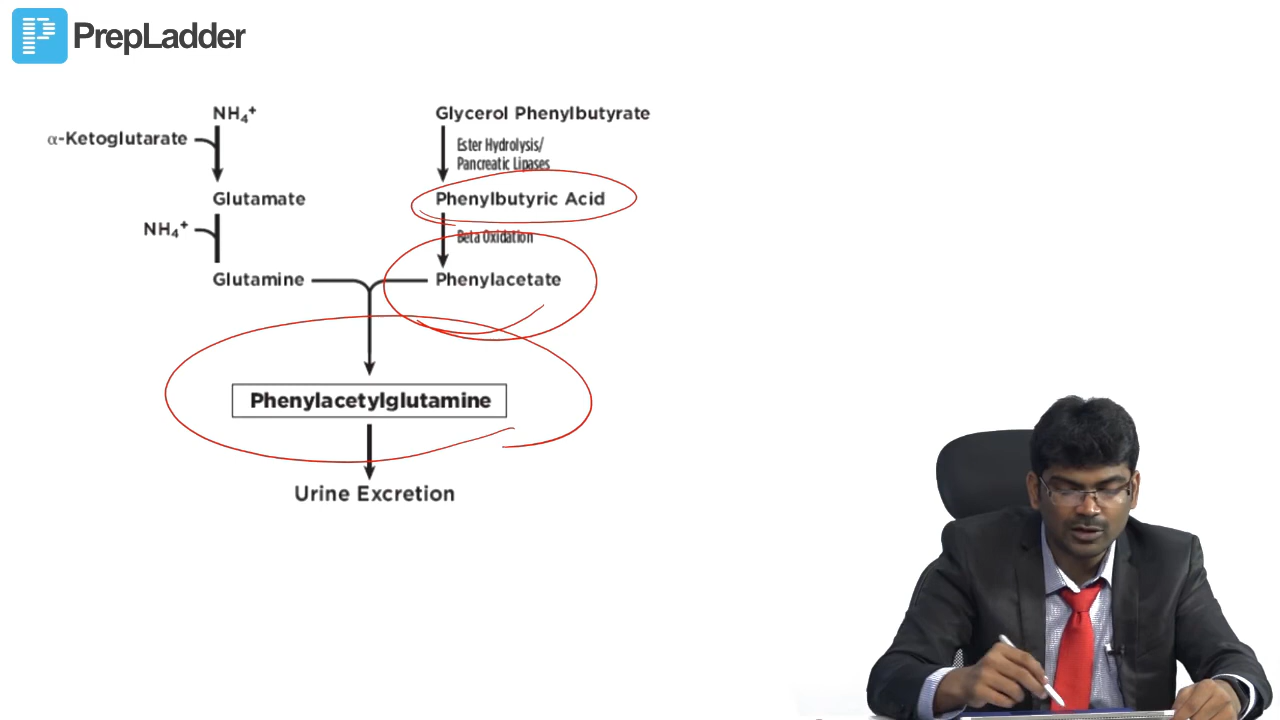 PrepLadder
NH₄⁺
α-Ketoglutarate
Glutamate
NH₄⁺
Glutamine
Glycerol Phenylbutyrate
Ester Hydrolysis/
Pancreatic Lipases
Phenylbutyric Acid
Beta Oxidation
Phenylacetate
Phenylacetylglutamine
Urine Excretion